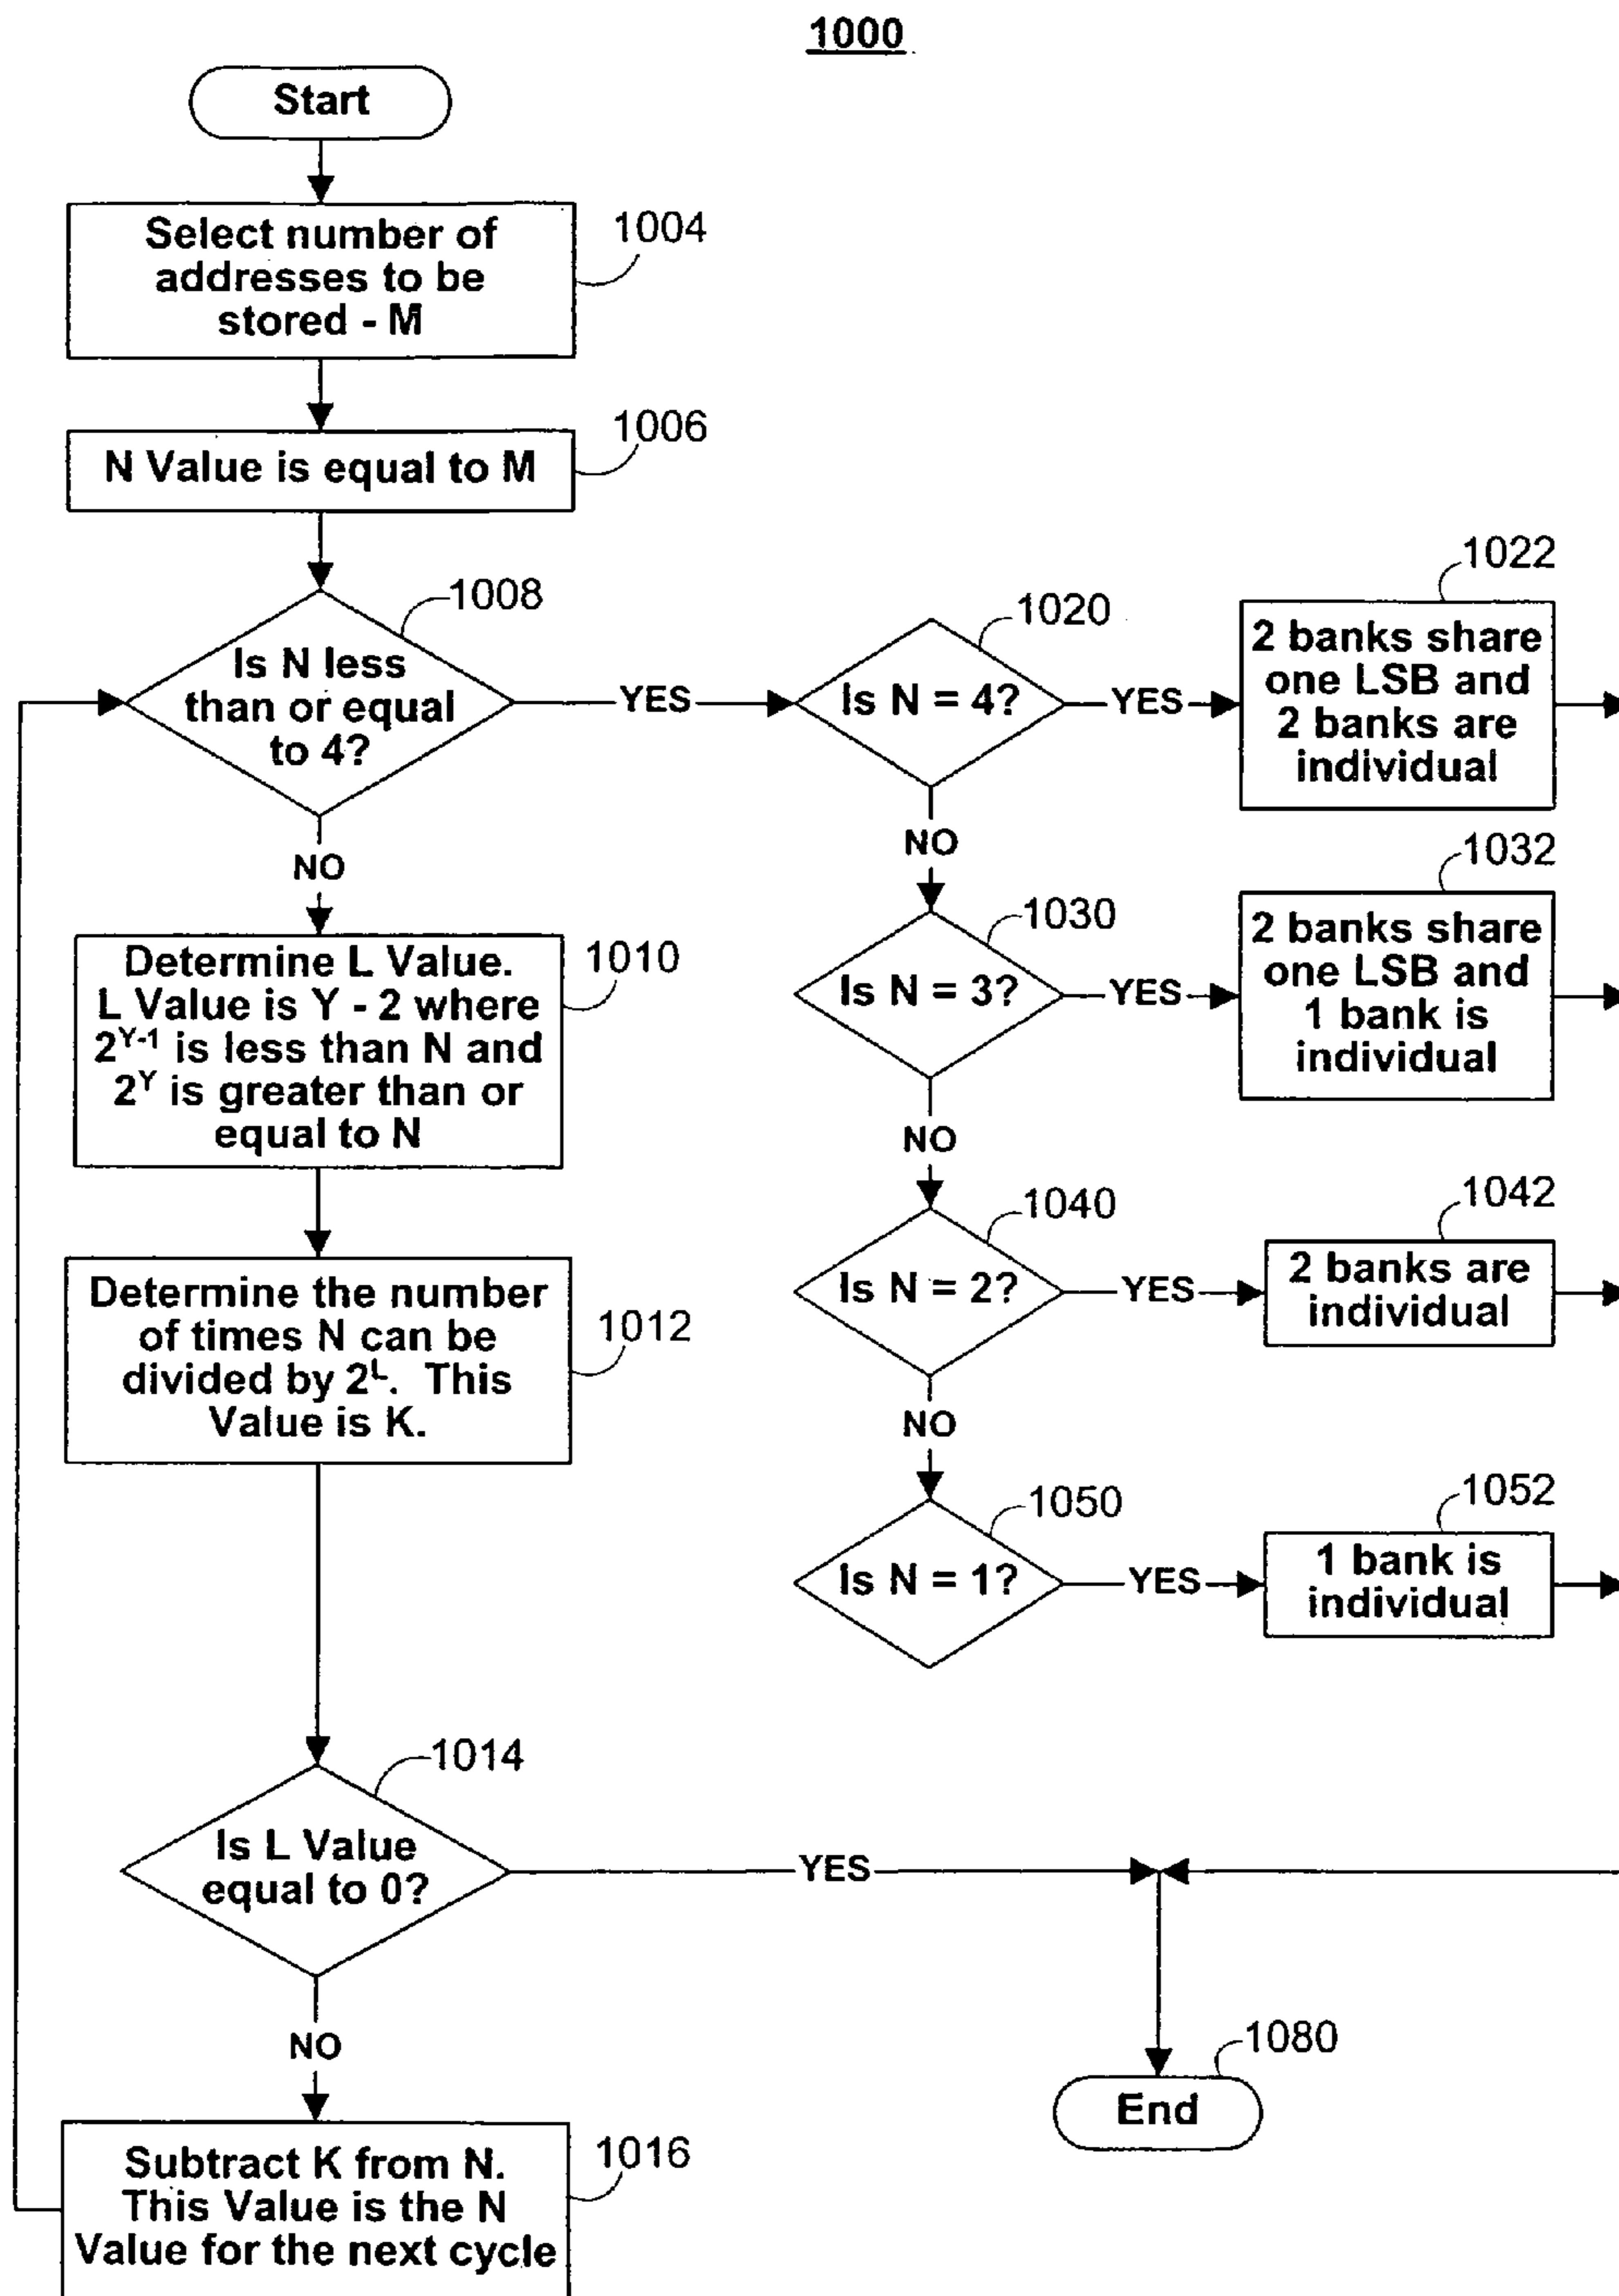 1000
Start
Select number of
addresses to be
stored - M
1004
N Value is equal to M
1006
Is N less
than or equal
to 4?
1008
YES
NO
Determine L Value.
L Value is Y - 2 where
2^Y-1 is less than N and
2^Y is greater than or
equal to N
1010
Determine the number
of times N can be
divided by 2^L. This
Value is K.
1012
Is L Value
equal to 0?
1014
YES
NO
Subtract K from N.
This Value is the N
Value for the next cycle
1016
Is N = 4?
1020
YES
2 banks share
one LSB and
2 banks are
individual
1022
NO
Is N = 3?
1030
YES
2 banks share
one LSB and
1 bank is
individual
1032
NO
Is N = 2?
1040
YES
2 banks are
individual
1042
NO
Is N = 1?
1050
YES
1 bank is
individual
1052
End
1080